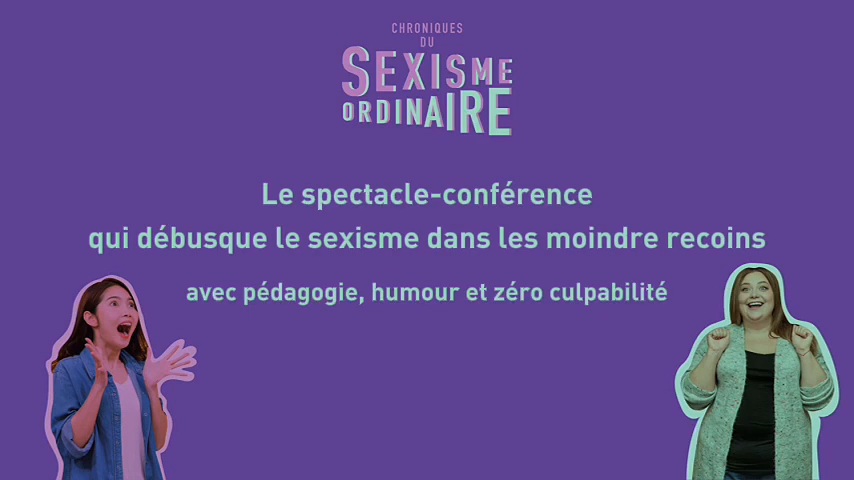 CHRONIQUES
DU
SEXISME
ORDINAIRE
Le spectacle-conférence
qui débusque le sexisme dans les moindre recoins
avec pédagogie, humour et zéro culpabilité